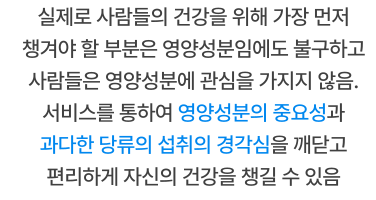 실제로 사람들의 건강을 위해 가장 먼저
챙겨야 할 부분은 영양성분임에도 불구하고
사람들은 영양성분에 관심을 가지지 않음.
서비스를 통하여 영양성분의 중요성과
과다한 당류의 섭취의 경각심을 깨닫고
편리하게 자신의 건강을 챙길 수 있음